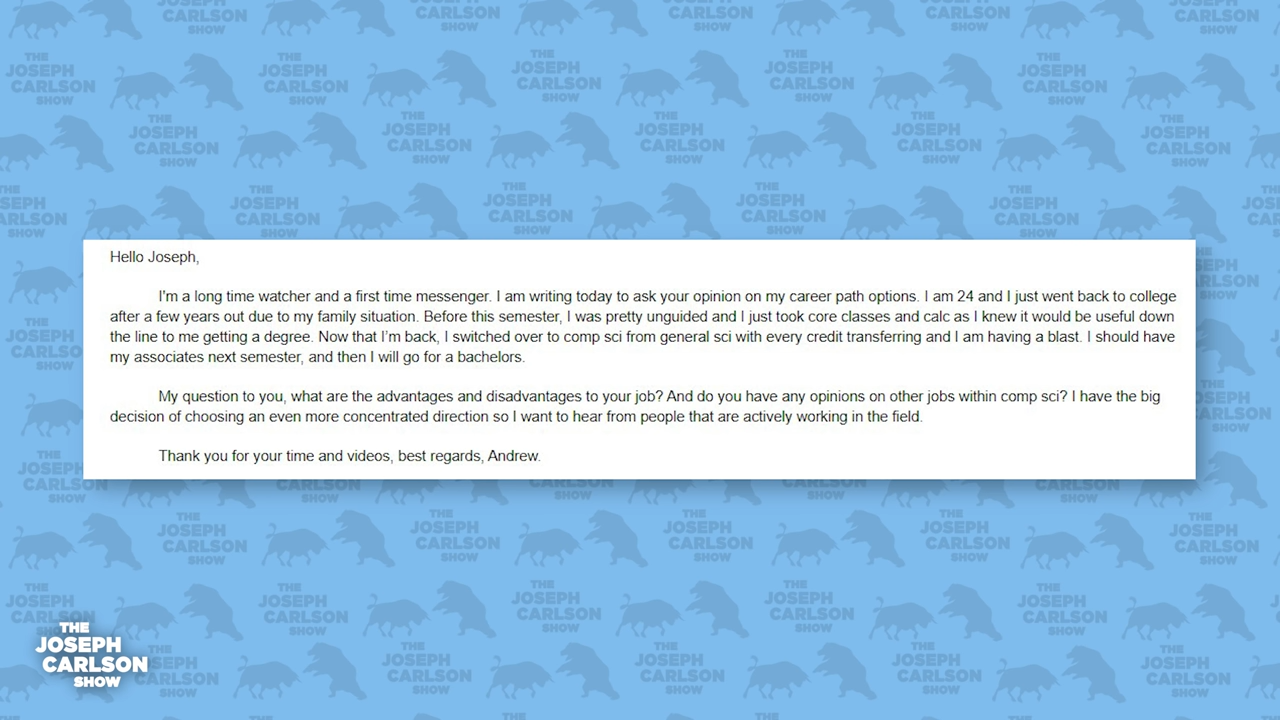 Hello Joseph,
I'm a long time watcher and a first time messenger. I am writing today to ask your opinion on my career path options. I am 24 and I just went back to college
after a few years out due to my family situation. Before this semester, I was pretty unguided and I just took core classes and calc as I knew it would be useful down
the line to me getting a degree. Now that I'm back, I switched over to comp sci from general sci with every credit transferring and I am having a blast. I should have
my associates next semester, and then I will go for a bachelors.
My question to you, what are the advantages and disadvantages to your job? And do you have any opinions on other jobs within comp sci? I have the big
decision of choosing an even more concentrated direction so I want to hear from people that are actively working in the field.
Thank you for your time and videos, best regards, Andrew.
THE
JOSEPH
CARLSON
SHOW